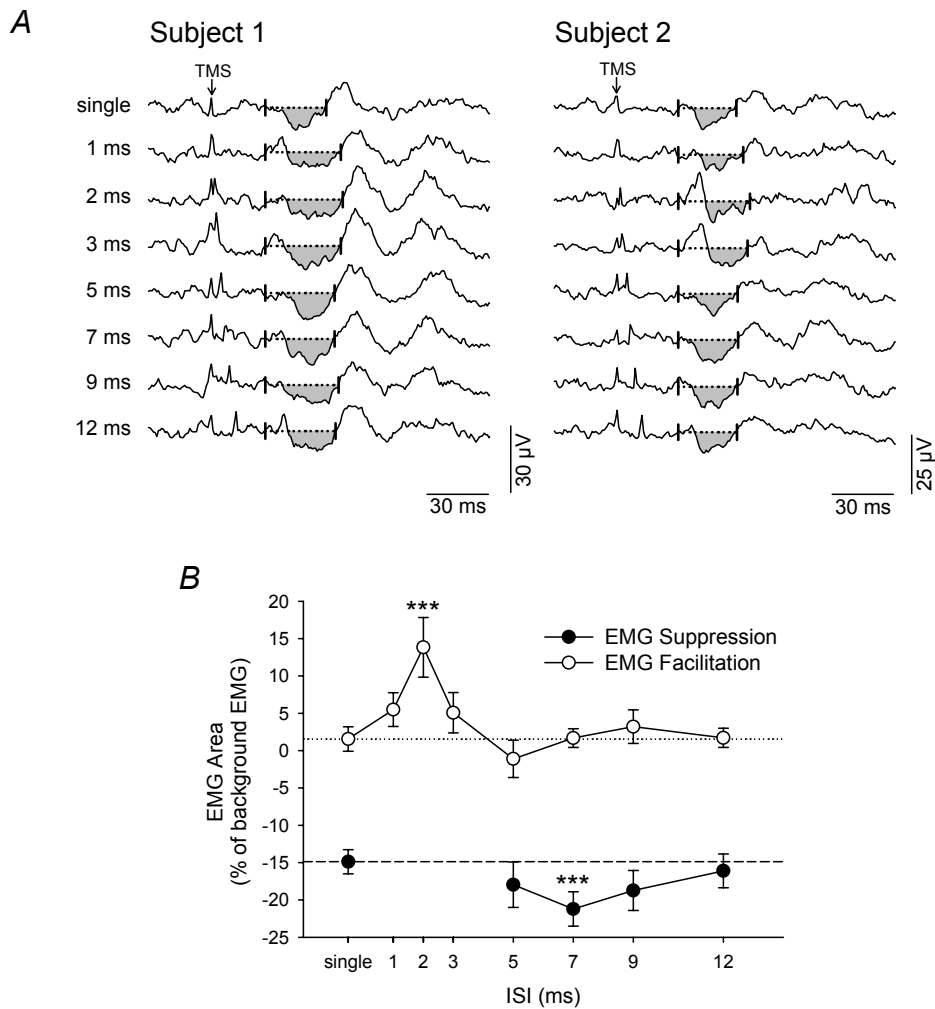 A
Subject 1
Subject 2
TMS
TMS
single
1 ms
2 ms
3 ms
5 ms
7 ms
9 ms
12 ms
30 µV
25 µV
30 ms
30 ms
B
20
15
10
5
0
-5
-10
-15
-20
-25
EMG Area
(% of background EMG)
***
***
EMG Suppression
EMG Facilitation
single 1 2 3 5 7 9 12
ISI (ms)